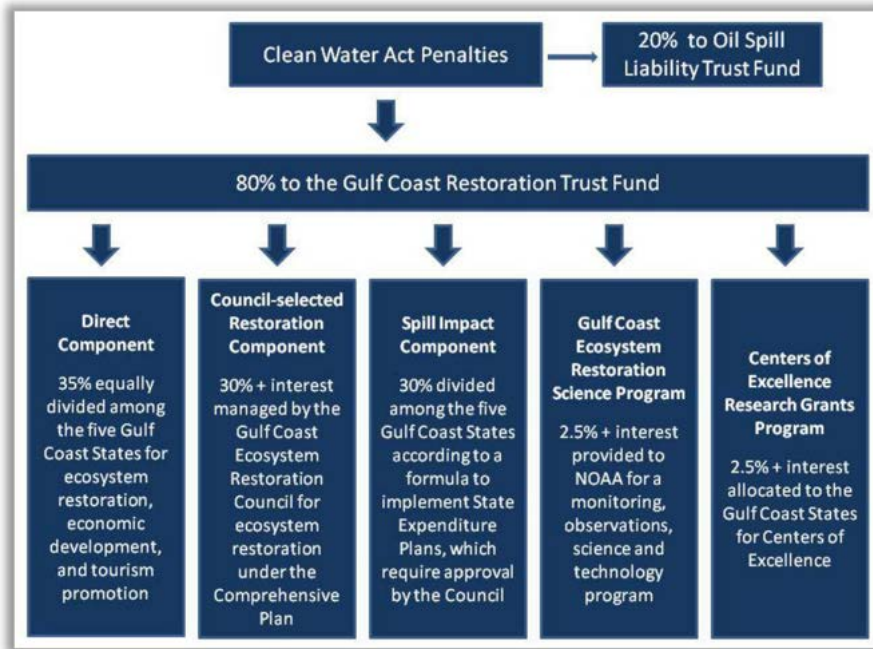 Clean Water Act Penalties
20% to Oil Spill
Liability Trust Fund
80% to the Gulf Coast Restoration Trust Fund
Direct
Component
35% equally
divided among
the five Gulf
Coast States for
ecosystem
restoration,
economic
development,
and tourism
promotion
Council-selected
Restoration
Component
30% + interest
managed by the
Gulf Coast
Ecosystem
Restoration
Council for
ecosystem
restoration
under the
Comprehensive
Plan
Spill Impact
Component
30% divided
among the five
Gulf Coast States
according to a
formula to
implement State
Expenditure
Plans, which
require approval
by the Council
Gulf Coast
Ecosystem
Restoration
Science Program
2.5% + interest
provided to
NOAA for a
monitoring,
observations,
science and
technology
program
Centers of
Excellence
Research Grants
Program
2.5% + interest
allocated to the
Gulf Coast States
for Centers of
Excellence